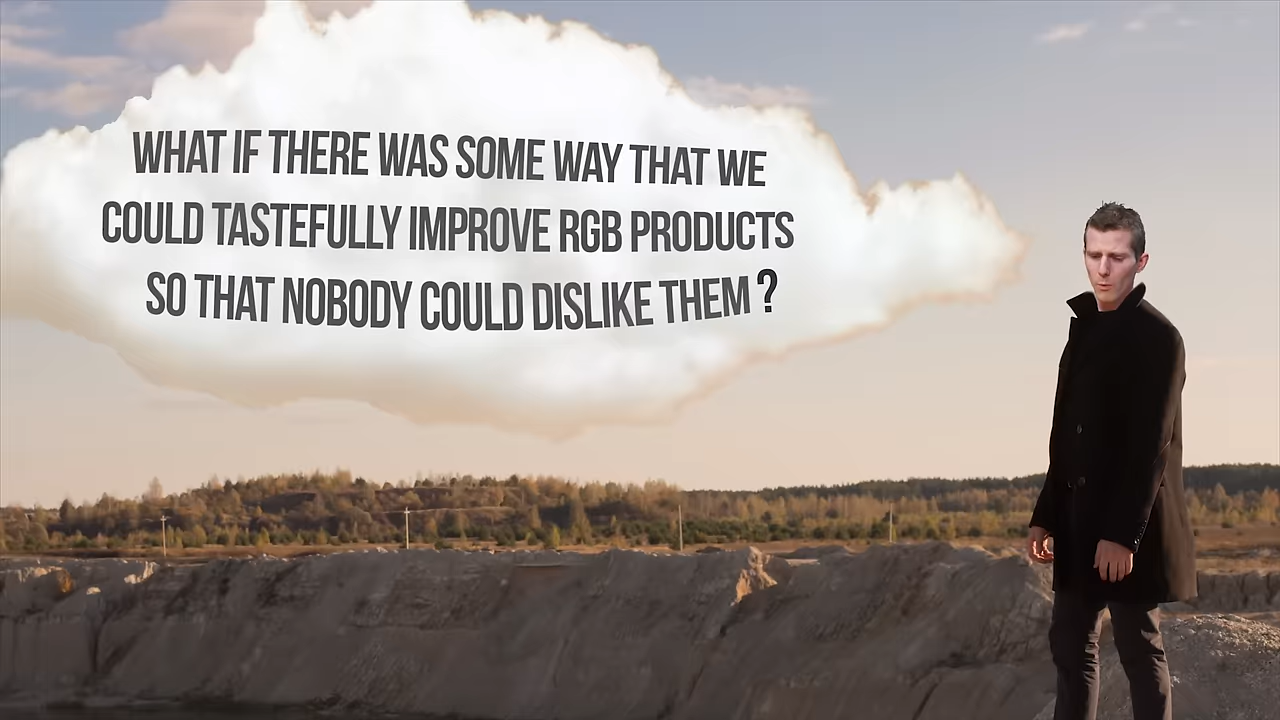 WHAT IF THERE WAS SOME WAY THAT WE
COULD TASTEFULLY IMPROVE RGB PRODUCTS
SO THAT NOBODY COULD DISLIKE THEM?